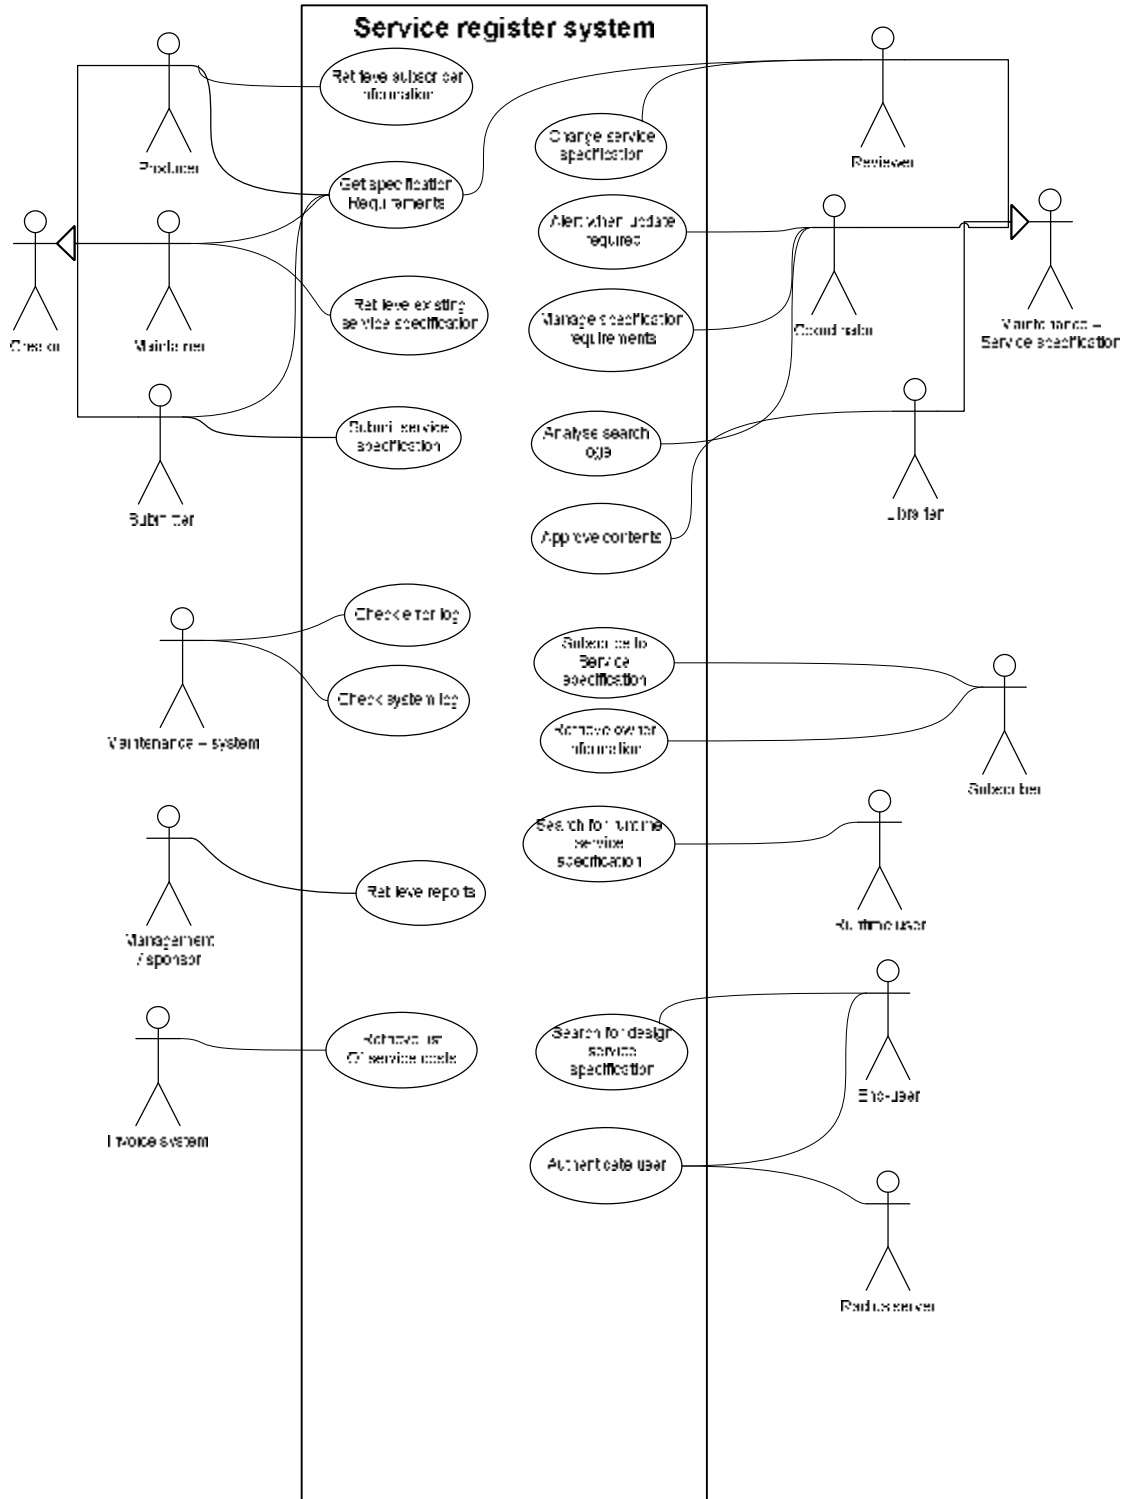 Service register system
Retrieve subscriber
information
Producer
Change service
specification
Reviewer
Get specification
Requirements
Alert when update
required
Creator
Maintainer
Retrieve existing
service specification
Manage specification
requirements
Coordinator
Maintenance –
Service specification
Submit service
specification
Analyse search
logs
Submitter
Librarian
Approve contents
Check error log
Subscribe to
Service
specification
Check system log
Maintenance – system
Retrieve owner
information
Subscriber
Search for runtime
service
specification
Retrieve reports
Runtime user
Management
/ sponsor
Retrieve list
Of service costs
Search for design
service
specification
End-user
Invoice system
Authenticate user
Radius server